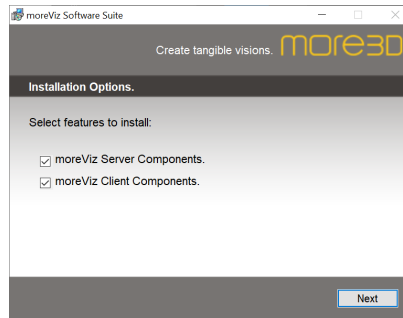 moreViz Software Suite
Create tangible visions. more3D
Installation Options.
Select features to install:
moreViz Server Components.
moreViz Client Components.
Next